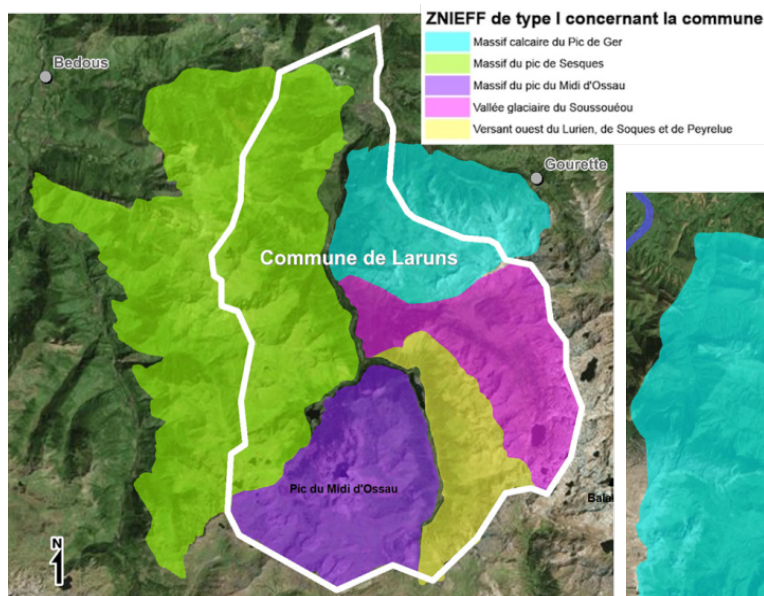 ZNIEFF de type I concernant la commune
Massif calcaire du Pic de Ger
Massif du pic de Sesques
Massif du pic du Midi d'Ossau
Vallée glaciaire du Soussouéou
Versant ouest du Lurien, de Soques et de Peyrelue
Bedous
Gourette
Commune de Laruns
Pic du Midi d'Ossau
N